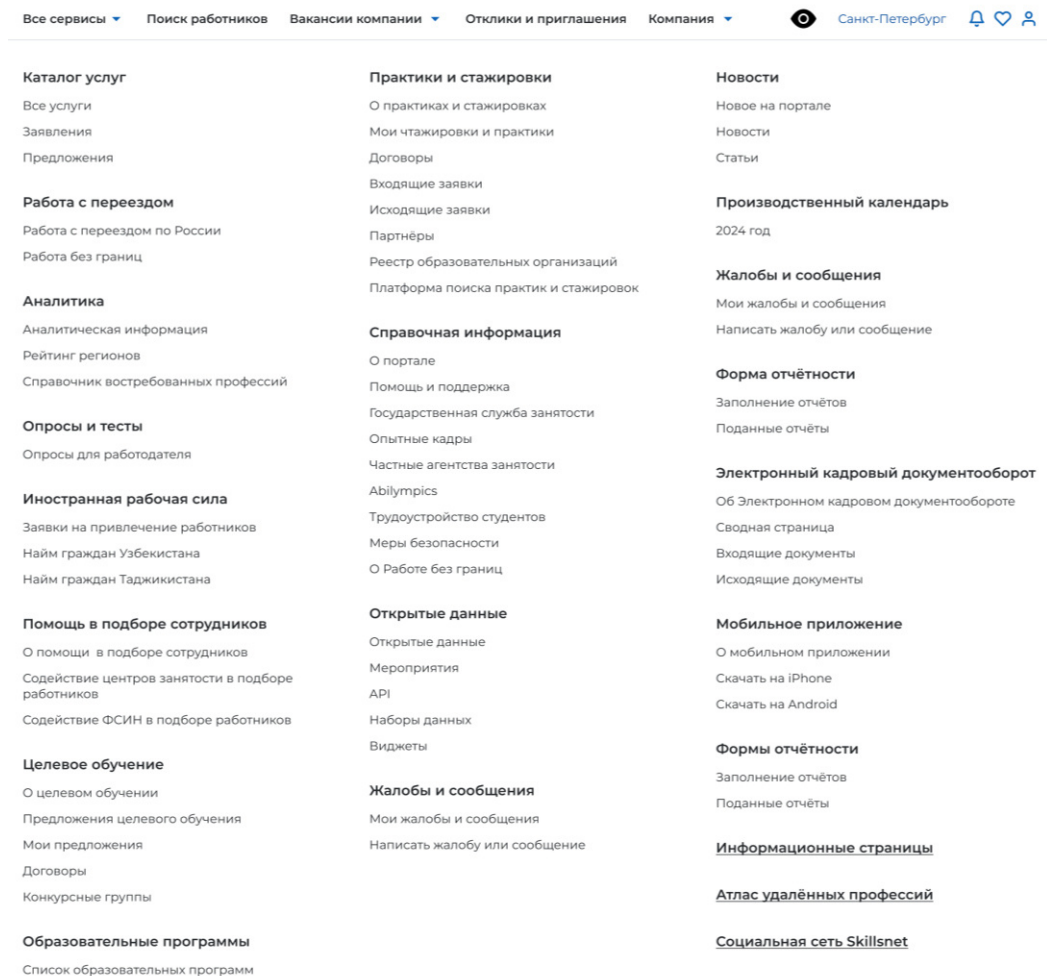 Все сервисы Поиск работников Вакансии компании Отклики и приглашения Компания Санкт-Петербург
Каталог услуг
Все услуги
Заявления
Предложения
Работа с переездом
Работа с переездом по России
Работа без границ
Аналитика
Аналитическая информация
Рейтинг регионов
Справочник востребованных профессий
Опросы и тесты
Опросы для работодателя
Иностранная рабочая сила
Заявки на привлечение работников
Найм граждан Узбекистана
Найм граждан Таджикистана
Помощь в подборе сотрудников
О помощи в подборе сотрудников
Содействие центров занятости в подборе
работников
Содействие ФСИН в подборе работников
Целевое обучение
О целевом обучении
Предложения целевого обучения
Мои предложения
Договоры
Конкурсные группы
Образовательные программы
Список образовательных программ
Практики и стажировки
О практиках и стажировках
Мои чтажировки и практики
Договоры
Входящие заявки
Исходящие заявки
Партнёры
Реестр образовательных организаций
Платформа поиска практик и стажировок
Справочная информация
О портале
Помощь и поддержка
Государственная служба занятости
Опытные кадры
Частные агентства занятости
Abilympics
Трудоустройство студентов
Меры безопасности
О Работе без границ
Открытые данные
Открытые данные
Мероприятия
API
Наборы данных
Виджеты
Жалобы и сообщения
Мои жалобы и сообщения
Написать жалобу или сообщение
Новости
Новое на портале
Новости
Статьи
Производственный календарь
2024 год
Жалобы и сообщения
Мои жалобы и сообщения
Написать жалобу или сообщение
Форма отчётности
Заполнение отчётов
Поданные отчёты
Электронный кадровый документооборот
Об Электронном кадровом документообороте
Сводная страница
Входящие документы
Исходящие документы
Мобильное приложение
О мобильном приложении
Скачать на iPhone
Скачать на Android
Формы отчётности
Заполнение отчётов
Поданные отчёты
Информационные страницы
Атлас удалённых профессий
Социальная сеть Skillsnet